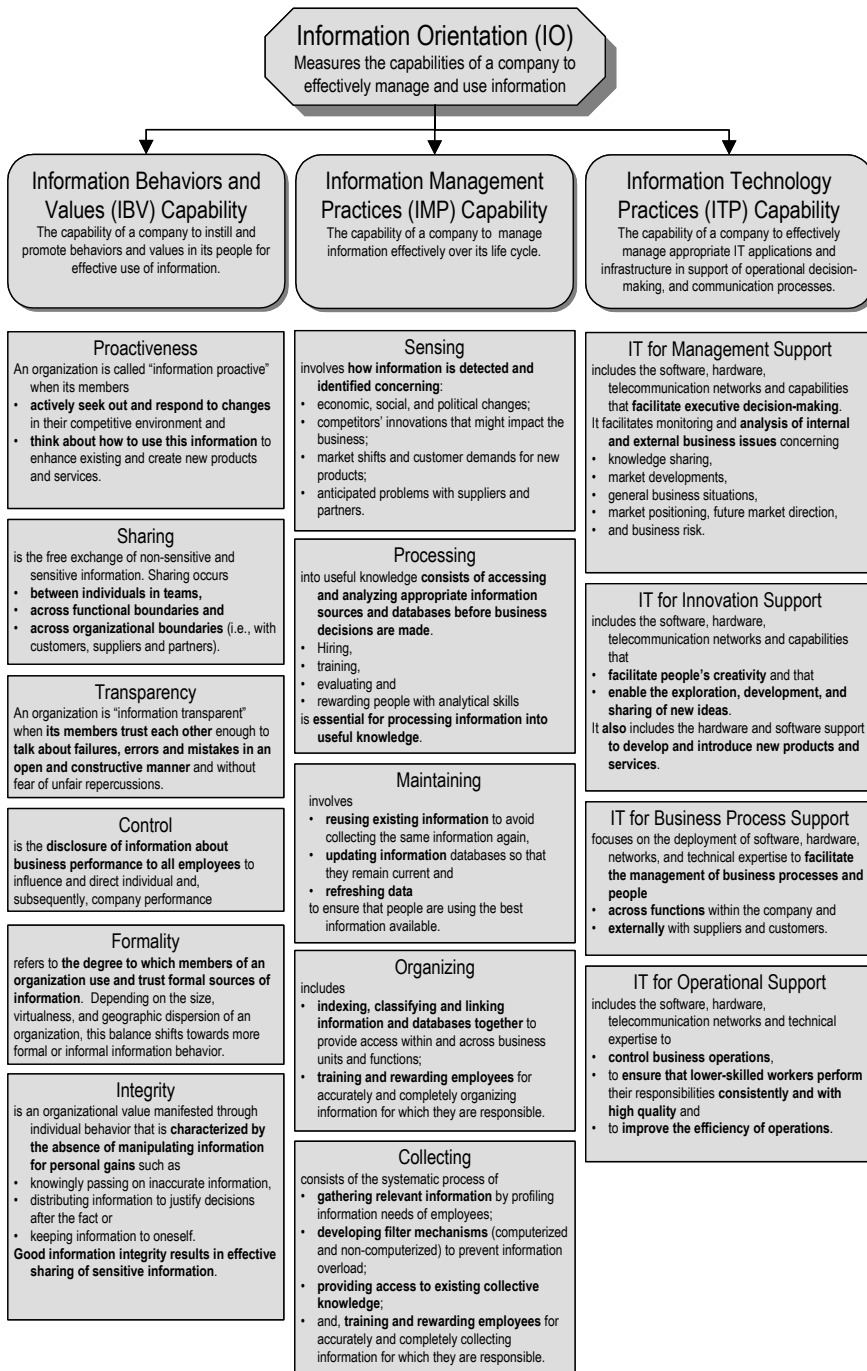 Information Orientation (IO)
Measures the capabilities of a company to
effectively manage and use information
Information Behaviors and
Values (IBV) Capability
The capability of a company to instill and
promote behaviors and values in its people for
effective use of information.
Information Management
Practices (IMP) Capability
The capability of a company to manage
information effectively over its life cycle.
Information Technology
Practices (ITP) Capability
The capability of a company to effectively
manage appropriate IT applications and
infrastructure in support of operational decision-
making, and communication processes.
Proactiveness
An organization is called “information proactive”
when its members
• actively seek out and respond to changes
in their competitive environment and
• think about how to use this information to
enhance existing and create new products
and services.
Sharing
is the free exchange of non-sensitive and
sensitive information. Sharing occurs
• between individuals in teams,
• across functional boundaries and
• across organizational boundaries (i.e., with
customers, suppliers and partners).
Transparency
An organization is “information transparent”
when its members trust each other enough to
talk about failures, errors and mistakes in an
open and constructive manner and without
fear of unfair repercussions.
Control
is the disclosure of information about
business performance to all employees to
influence and direct individual and,
subsequently, company performance
Formality
refers to the degree to which members of an
organization use and trust formal sources of
information. Depending on the size,
virtualness, and geographic dispersion of an
organization, this balance shifts towards more
formal or informal information behavior.
Integrity
is an organizational value manifested through
individual behavior that is characterized by
the absence of manipulating information
for personal gains such as
• knowingly passing on inaccurate information,
• distributing information to justify decisions
after the fact or
• keeping information to oneself.
Good information integrity results in effective
sharing of sensitive information.
Sensing
involves how information is detected and
identified concerning:
• economic, social, and political changes;
• competitors’ innovations that might impact the
business;
• market shifts and customer demands for new
products;
• anticipated problems with suppliers and
partners.
Processing
into useful knowledge consists of accessing
and analyzing appropriate information
sources and databases before business
decisions are made.
• Hiring,
• training,
• evaluating and
• rewarding people with analytical skills
is essential for processing information into
useful knowledge.
Maintaining
involves
• reusing existing information to avoid
collecting the same information again,
• updating information databases so that
they remain current and
• refreshing data
to ensure that people are using the best
information available.
Organizing
includes
• indexing, classifying and linking
information and databases together to
provide access within and across business
units and functions;
• training and rewarding employees for
accurately and completely organizing
information for which they are responsible.
Collecting
consists of the systematic process of
• gathering relevant information by profiling
information needs of employees;
• developing filter mechanisms (computerized
and non-computerized) to prevent information
overload;
• providing access to existing collective
knowledge;
• and, training and rewarding employees for
accurately and completely collecting
information for which they are responsible.
IT for Management Support
includes the software, hardware,
telecommunication networks and capabilities
that facilitate executive decision-making.
It facilitates monitoring and analysis of internal
and external business issues concerning
• knowledge sharing,
• market developments,
• general business situations,
• market positioning, future market direction,
• and business risk.
IT for Innovation Support
includes the software, hardware,
telecommunication networks and capabilities
that
• facilitate people’s creativity and that
• enable the exploration, development, and
sharing of new ideas.
It also includes the hardware and software support
to develop and introduce new products and
services.
IT for Business Process Support
focuses on the deployment of software, hardware,
networks, and technical expertise to facilitate
the management of business processes and
people
• across functions within the company and
• externally with suppliers and customers.
IT for Operational Support
includes the software, hardware,
telecommunication networks and technical
expertise to
• control business operations,
• to ensure that lower-skilled workers perform
their responsibilities consistently and with
high quality and
• to improve the efficiency of operations.